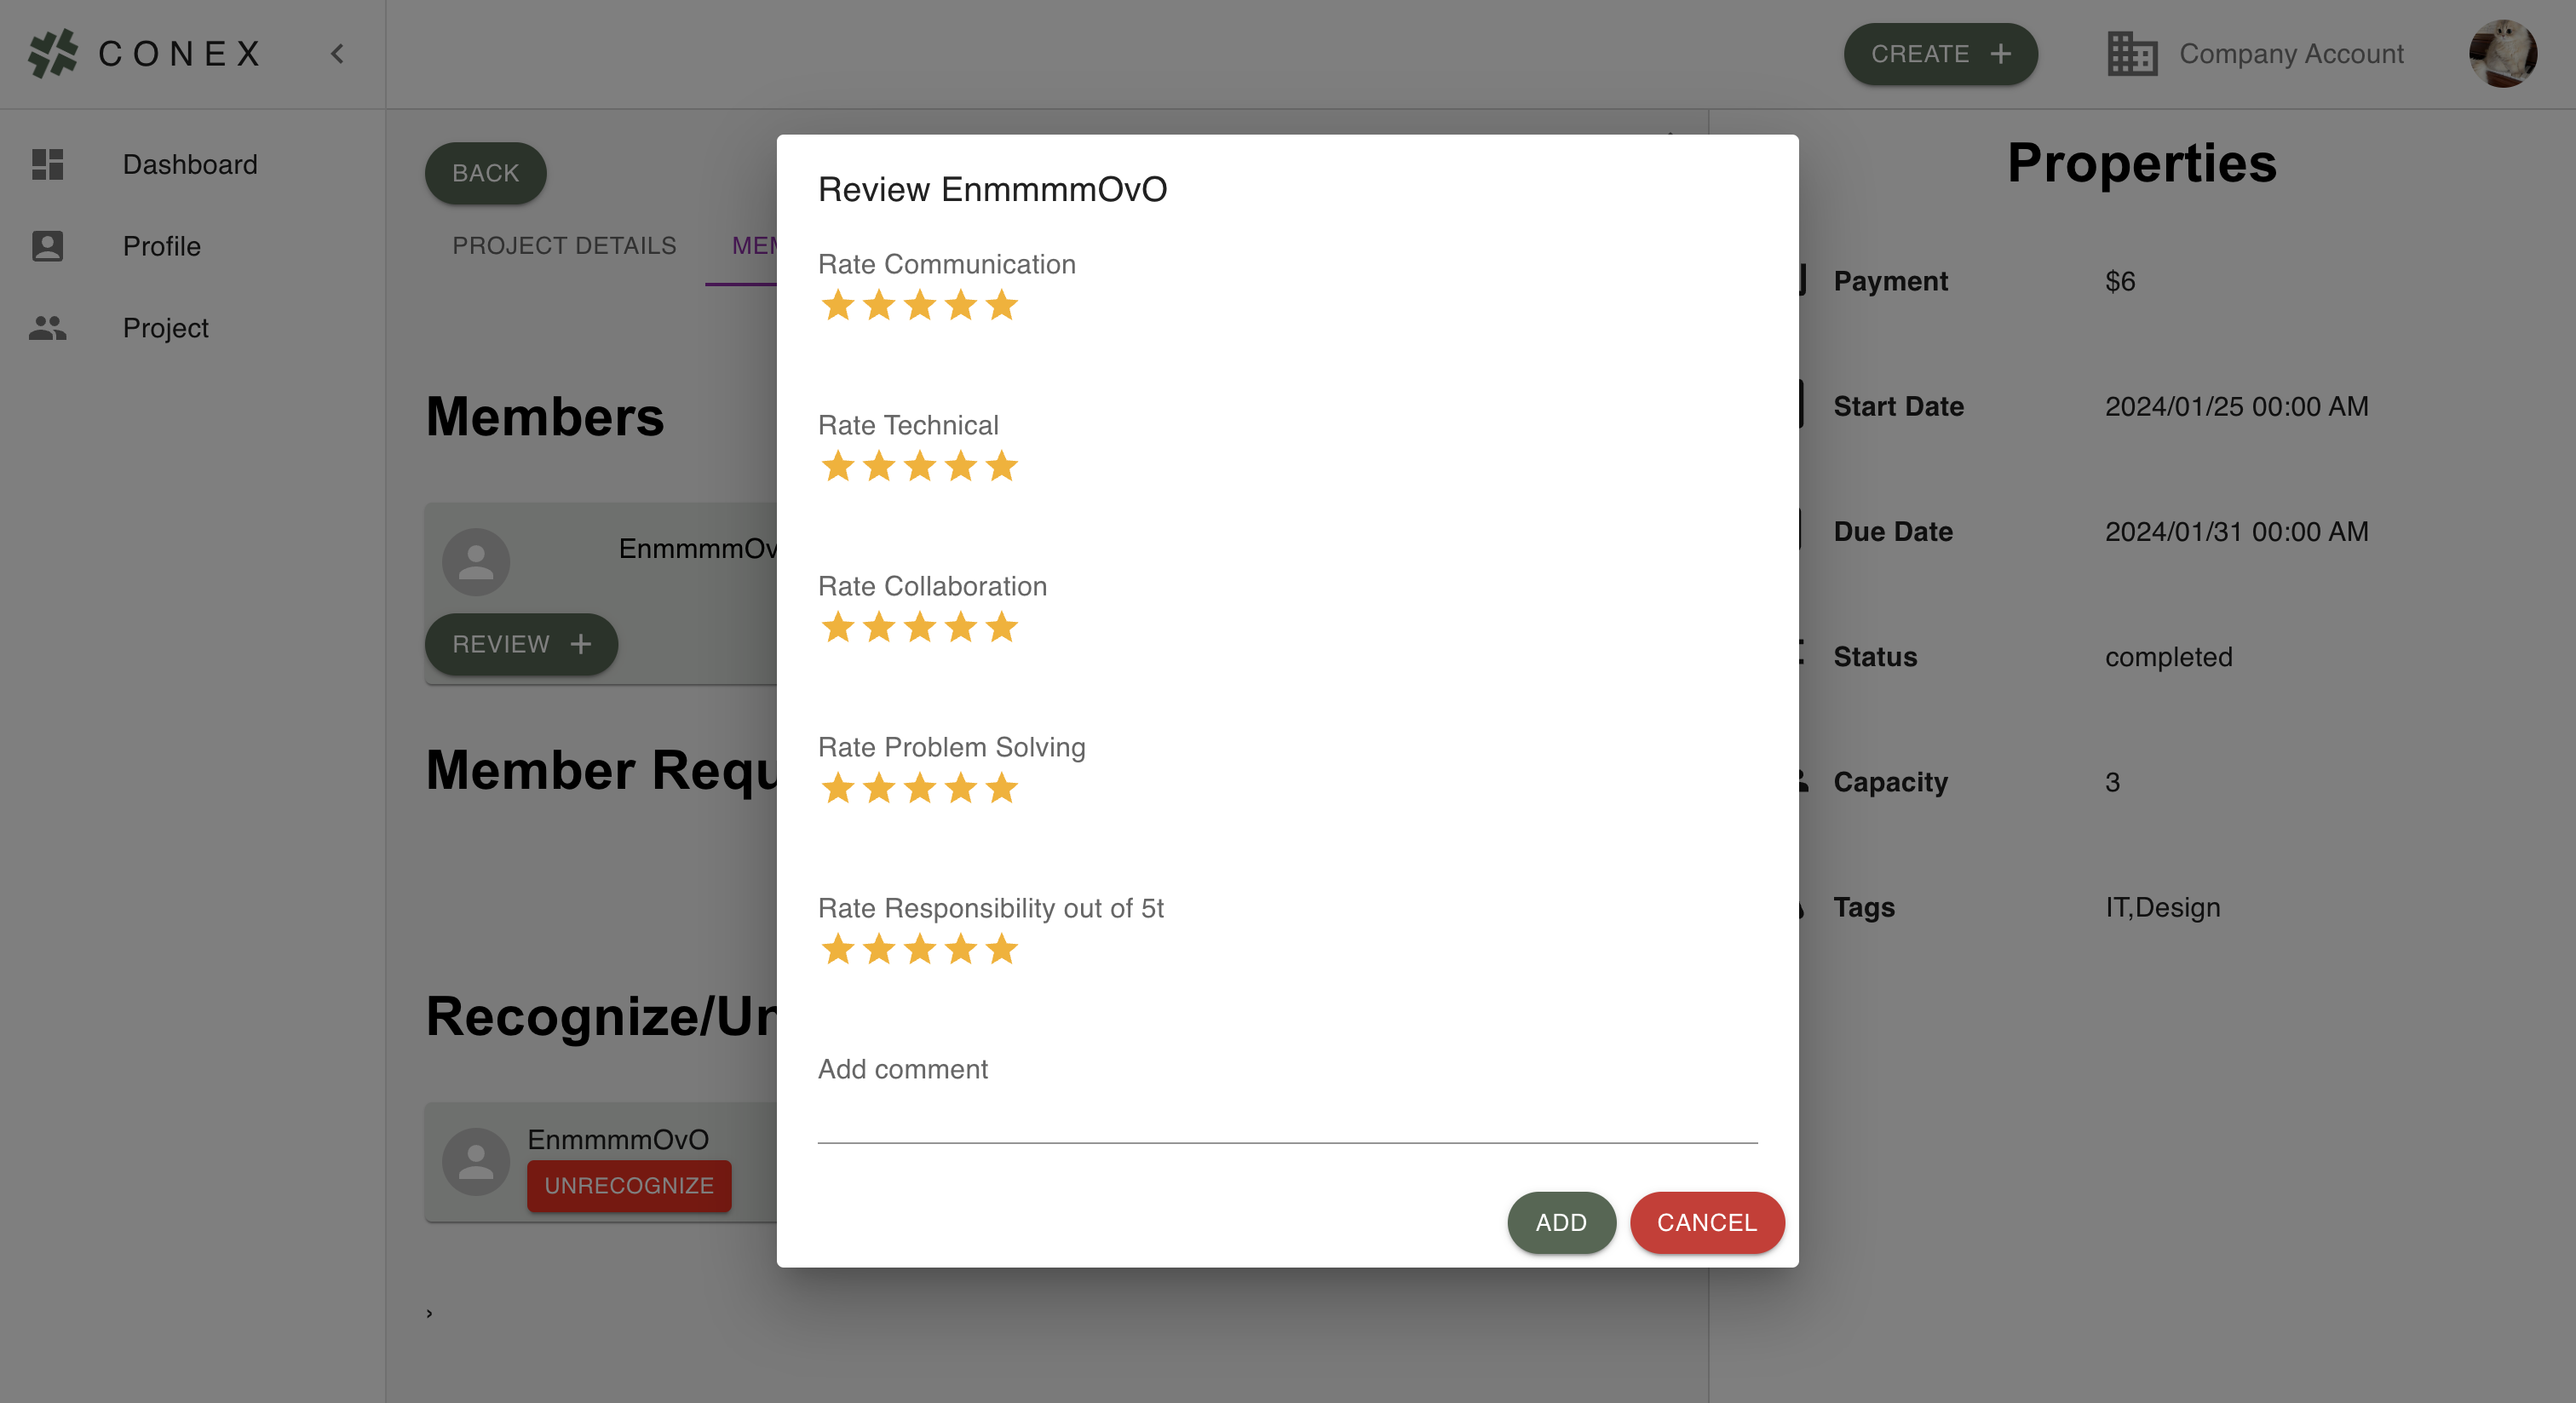 CONEX
CREATE +
Company Account
Dashboard
Profile
Project
BACK
PROJECT DETAILS
Members
EnmmmmOv
REVIEW +
Member Requ
Recognize/Un
EnmmmmOvO
UNRECOGNIZE
›
Review EnmmmmOvO
Rate Communication
Rate Technical
Rate Collaboration
Rate Problem Solving
Rate Responsibility out of 5t
Add comment
ADD
CANCEL
Properties
Payment $6
Start Date 2024/01/25 00:00 AM
Due Date 2024/01/31 00:00 AM
Status completed
Capacity 3
Tags IT,Design